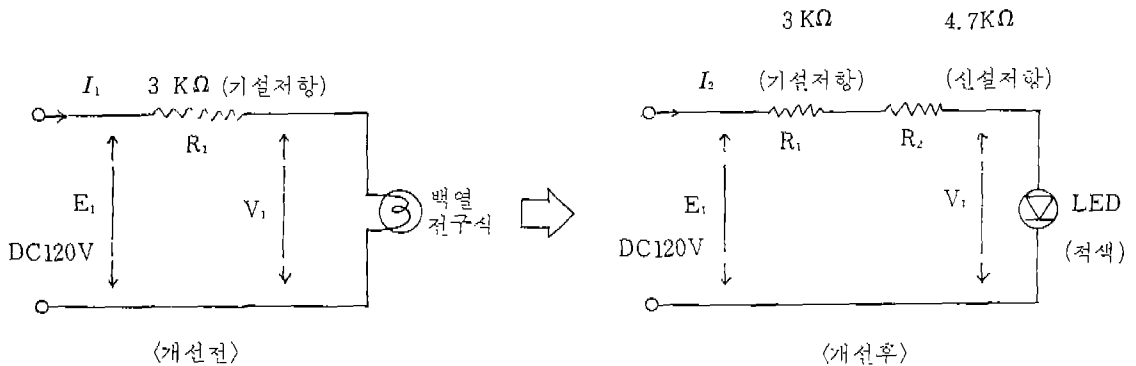 3 KΩ 4.7KΩ
I₁ 3 KΩ (기설저항)
R₁
E₁
V₁
DC120V
백열
전구식
〈개선전〉
I₂ (기설저항) (신설저항)
R₁ R₂
E₁
V₁
DC120V
LED
(적색)
〈개선후〉